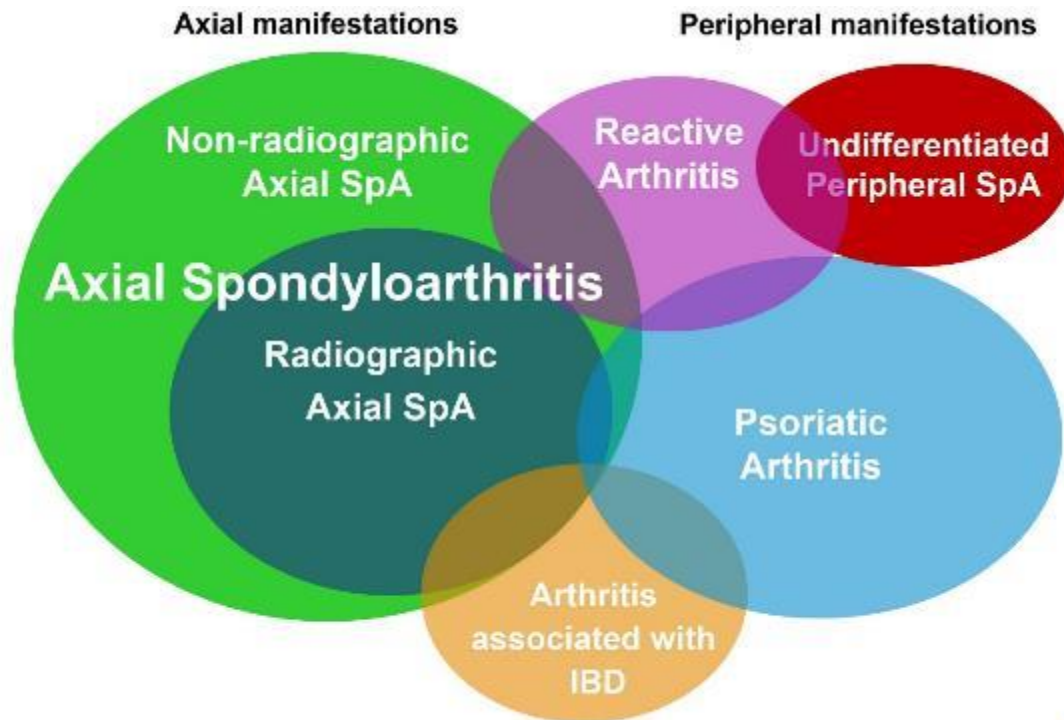 Axial manifestations
Peripheral manifestations
Non-radiographic
Axial SpA
Reactive
Arthritis
Undifferentiated
Peripheral SpA
Axial Spondyloarthritis
Radiographic
Axial SpA
Psoriatic
Arthritis
Arthritis
associated with
IBD